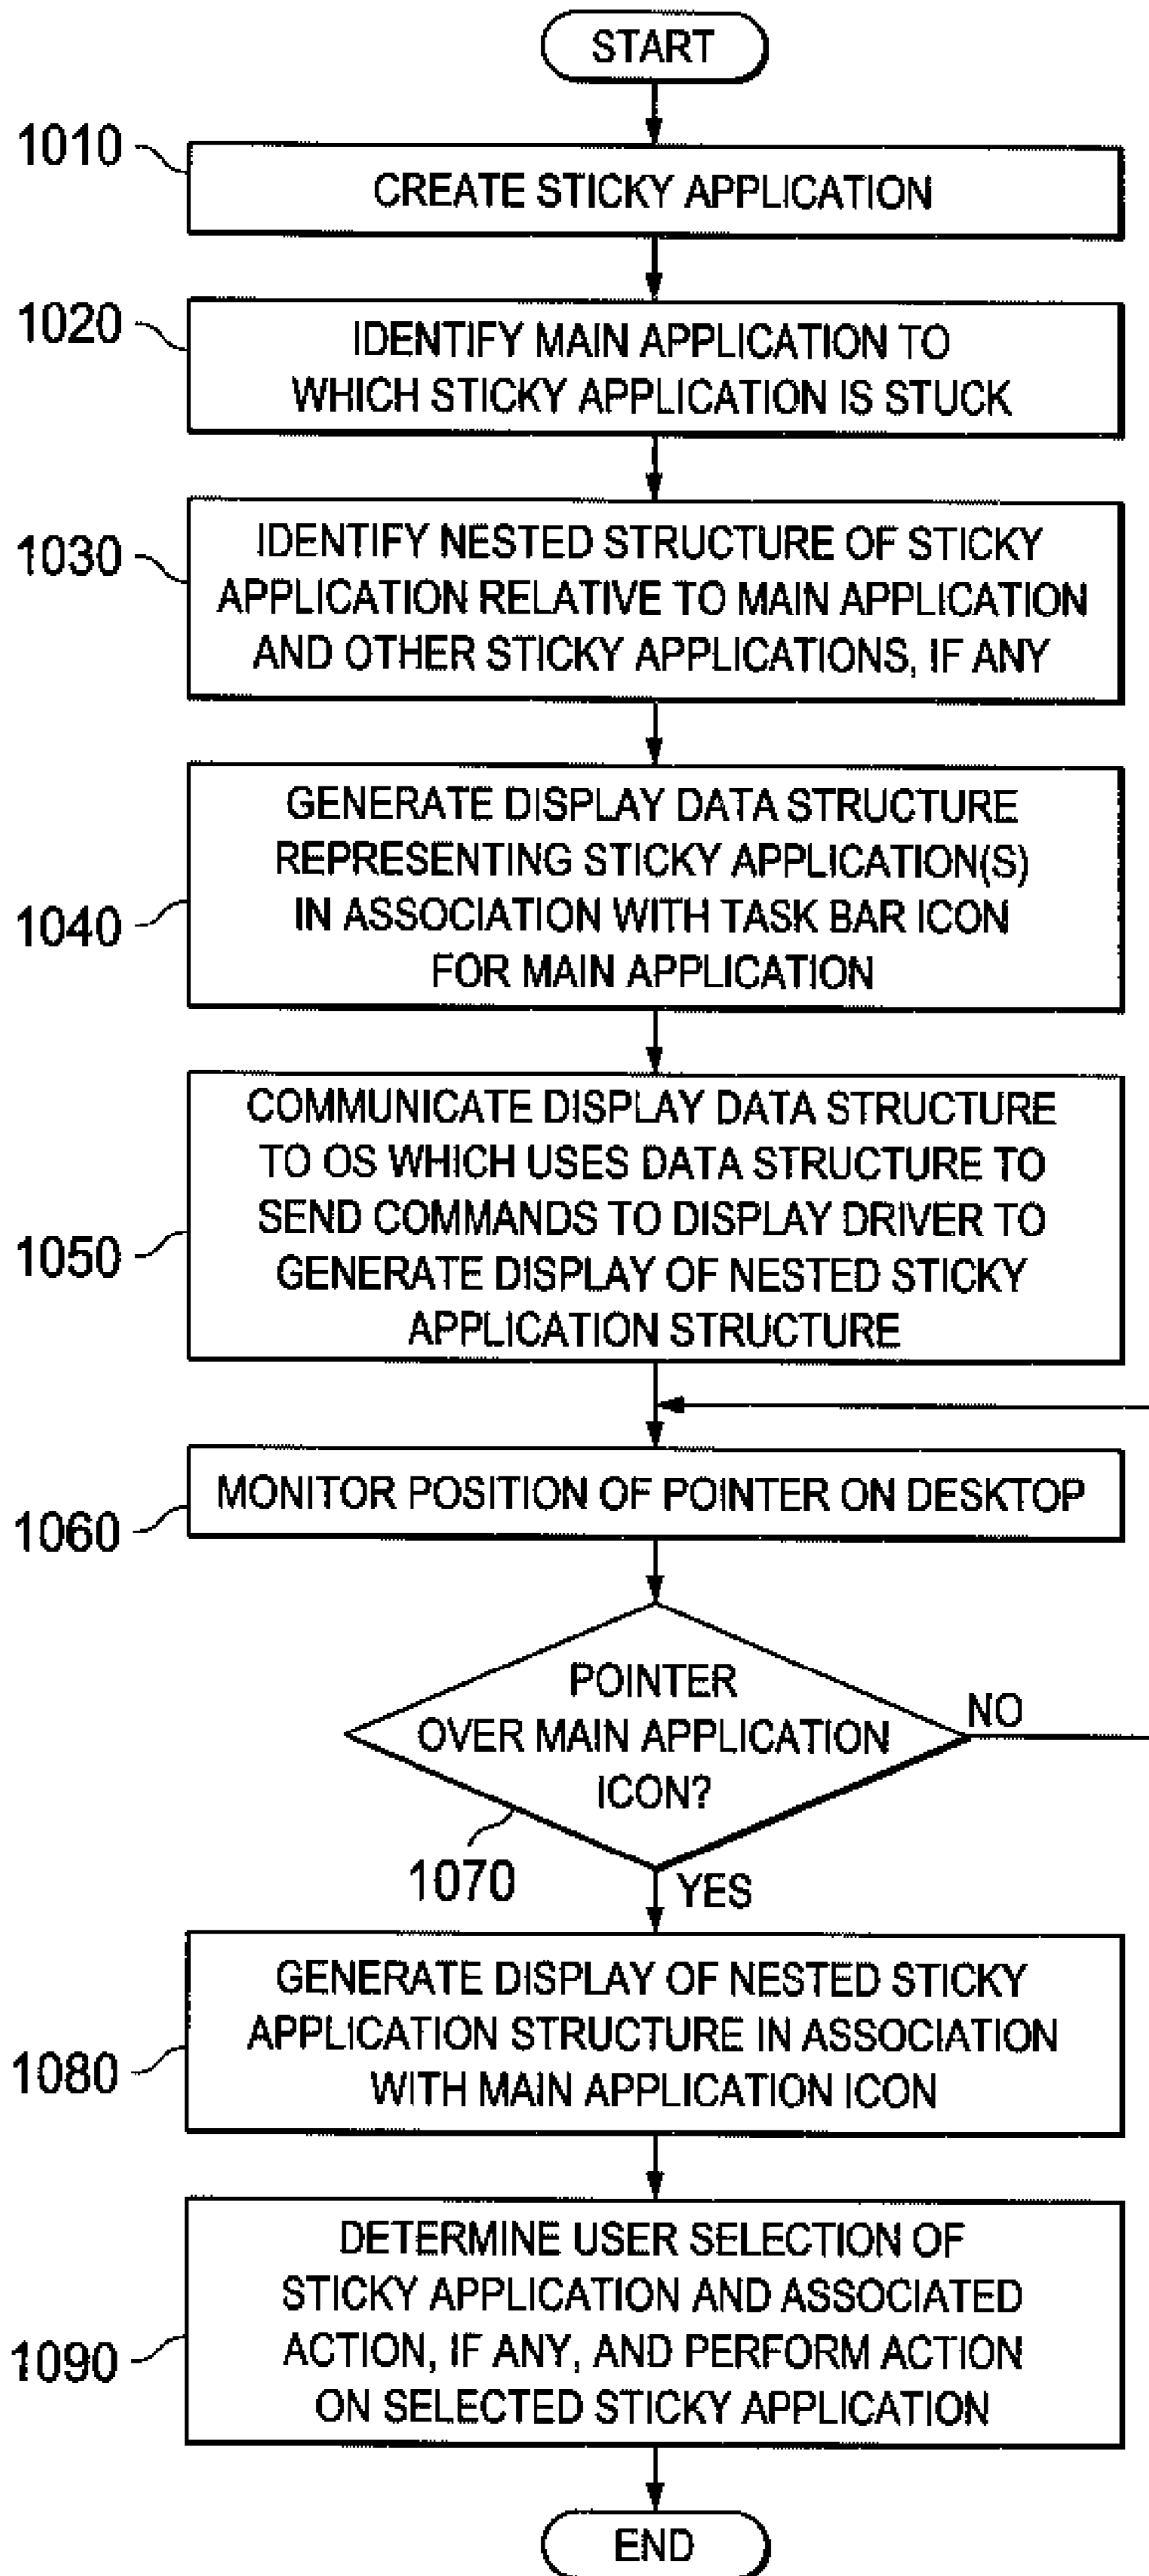 START
1010
CREATE STICKY APPLICATION
1020
IDENTIFY MAIN APPLICATION TO
WHICH STICKY APPLICATION IS STUCK
1030
IDENTIFY NESTED STRUCTURE OF STICKY
APPLICATION RELATIVE TO MAIN APPLICATION
AND OTHER STICKY APPLICATIONS, IF ANY
1040
GENERATE DISPLAY DATA STRUCTURE
REPRESENTING STICKY APPLICATION(S)
IN ASSOCIATION WITH TASK BAR ICON
FOR MAIN APPLICATION
1050
COMMUNICATE DISPLAY DATA STRUCTURE
TO OS WHICH USES DATA STRUCTURE TO
SEND COMMANDS TO DISPLAY DRIVER TO
GENERATE DISPLAY OF NESTED STICKY
APPLICATION STRUCTURE
1060
MONITOR POSITION OF POINTER ON DESKTOP
POINTER
OVER MAIN APPLICATION
ICON?
NO
1070
YES
1080
GENERATE DISPLAY OF NESTED STICKY
APPLICATION STRUCTURE IN ASSOCIATION
WITH MAIN APPLICATION ICON
1090
DETERMINE USER SELECTION OF
STICKY APPLICATION AND ASSOCIATED
ACTION, IF ANY, AND PERFORM ACTION
ON SELECTED STICKY APPLICATION
END